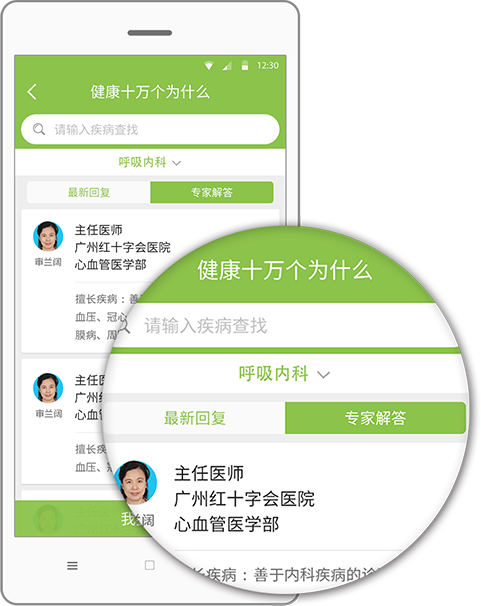 12:30
健康十万个为什么
请输入疾病查找
呼吸内科
最新回复
专家解答
主任医师
广州红十字会医院
心血管医学部
审兰阔
擅长疾病：善
血压、冠心
膜病、周
主任医
广州红
心血管
审兰阔
擅长疾
血压、
我
健康十万个为什么
请输入疾病查找
呼吸内科
最新回复
专家解答
主任医师
广州红十字会医院
心血管医学部
阔
长疾病：善于内科疾病的诊